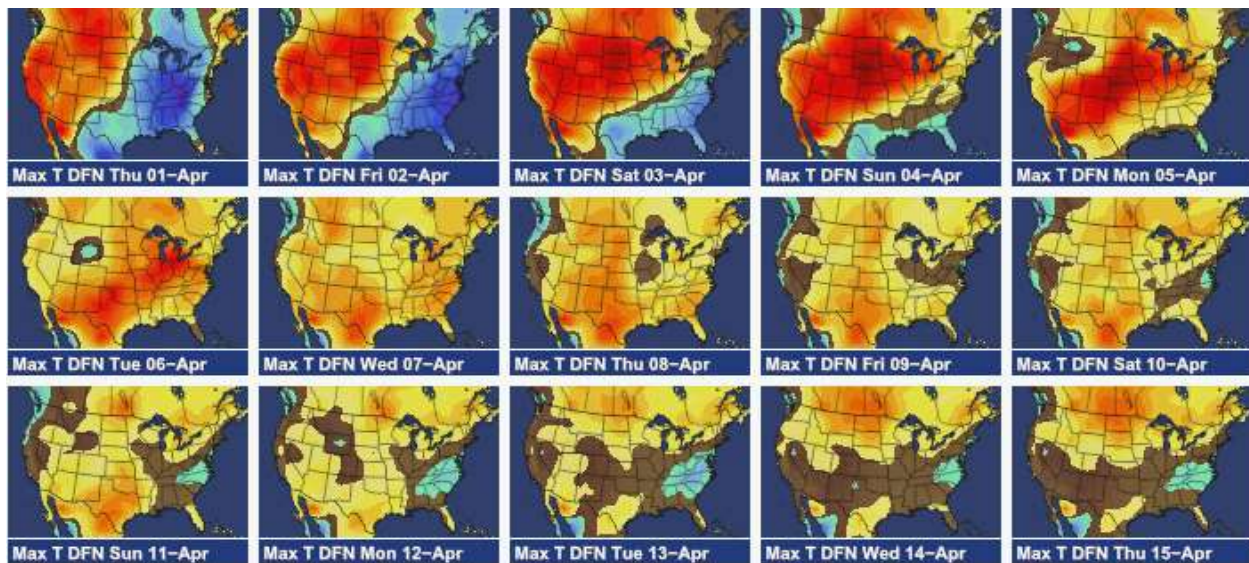 Max T DFN Thu 01-Apr
Max T DFN Fri 02-Apr
Max T DFN Sat 03-Apr
Max T DFN Sun 04-Apr
Max T DFN Mon 05-Apr
Max T DFN Tue 06-Apr
Max T DFN Wed 07-Apr
Max T DFN Thu 08-Apr
Max T DFN Fri 09-Apr
Max T DFN Sat 10-Apr
Max T DFN Sun 11-Apr
Max T DFN Mon 12-Apr
Max T DFN Tue 13-Apr
Max T DFN Wed 14-Apr
Max T DFN Thu 15-Apr